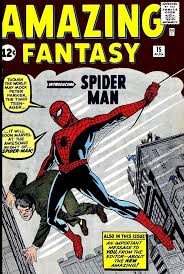 AMAZING
FANTASY
12¢
15
AUG.
INTRODUCING
SPIDER
MAN
THOUGH
THE WORLD
MAY MOCK
PETER
PARKER,
THE TIMID
TEEN-
AGER...
...IT WILL
SOON MARVEL
AT THE
AWESOME
MIGHT OF
SPIDER-MAN!
ALSO IN THIS ISSUE:
AN IMPORTANT
MESSAGE TO
YOU, FROM THE
EDITOR--ABOUT
THE NEW AMAZING!